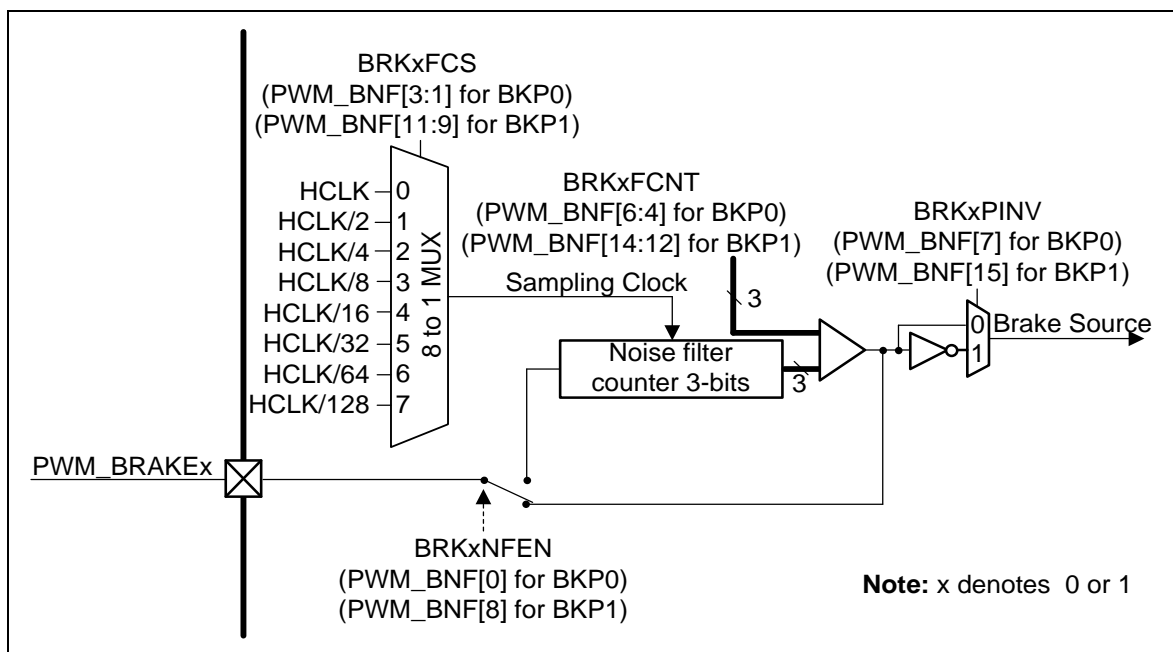 BRKxFCS
(PWM_BNF[3:1] for BKP0)
(PWM_BNF[11:9] for BKP1)
HCLK 0
HCLK/2 1
HCLK/4 2
HCLK/8 3
HCLK/16 4
HCLK/32 5
HCLK/64 6
HCLK/128 7
8 to 1 MUX
BRKxFCNT
(PWM_BNF[6:4] for BKP0)
(PWM_BNF[14:12] for BKP1)
Sampling Clock
3
Noise filter
counter 3-bits
3
BRKxPINV
(PWM_BNF[7] for BKP0)
(PWM_BNF[15] for BKP1)
0
1
Brake Source
PWM_BRAKEx
BRKxNFEN
(PWM_BNF[0] for BKP0)
(PWM_BNF[8] for BKP1)
Note: x denotes 0 or 1